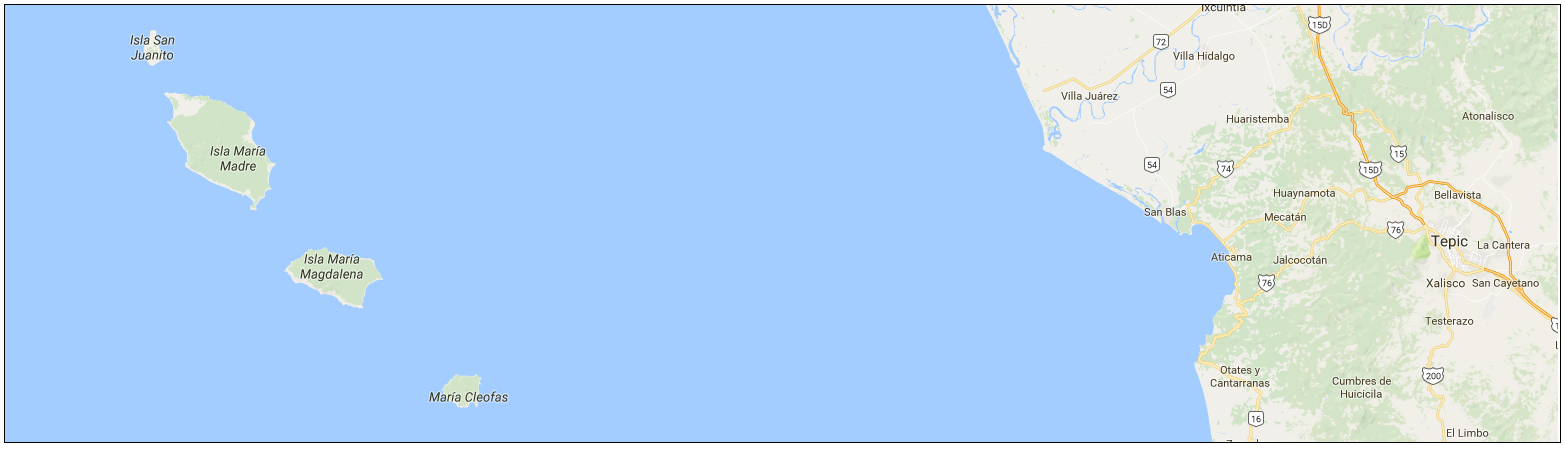 Isla San
Juanito
Isla María
Madre
Isla María
Magdalena
María Cleofas
Ixcuintla
15D
72
Villa Hidalgo
54
Villa Juárez
Huaristemba
Atonalisco
15
54
74
15D
Huaynamota
Bellavista
San Blas
Mecatán
76
Tepic
La Cantera
Aticama
Jalcocotán
76
Xalisco
San Cayetano
Testerazo
Otates y
Cantarranas
200
Cumbres de
Huicicila
16
El Limbo